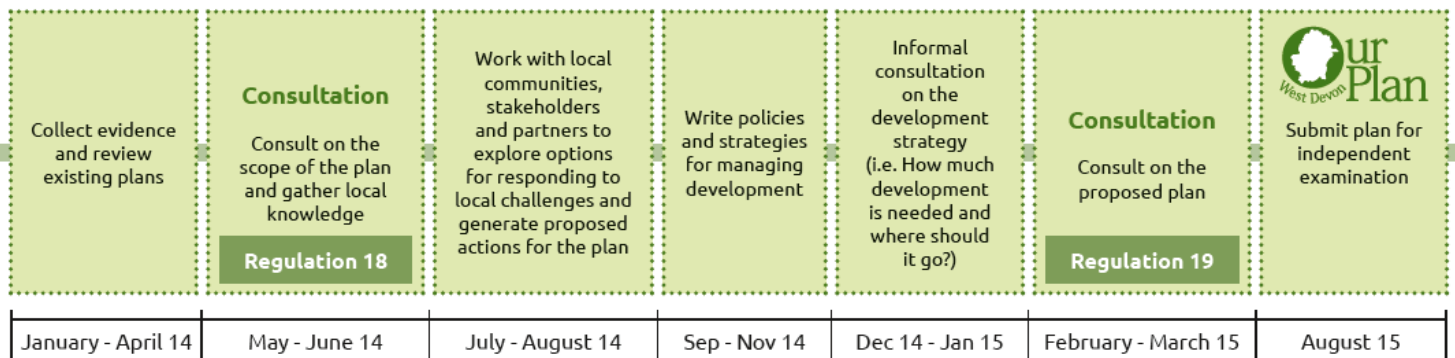 Collect evidence
and review
existing plans
Consultation
Consult on the
scope of the plan
and gather local
knowledge
Regulation 18
Work with local
communities,
stakeholders
and partners to
explore options
for responding to
local challenges and
generate proposed
actions for the plan
Write policies
and strategies
for managing
development
Informal
consultation
on the
development
strategy
(i.e. How much
development
is needed and
where should
it go?)
Consultation
Consult on the
proposed plan
Regulation 19
Our
Plan
West Devon
Submit plan for
independent
examination
January - April 14
May - June 14
July - August 14
Sep - Nov 14
Dec 14 - Jan 15
February - March 15
August 15